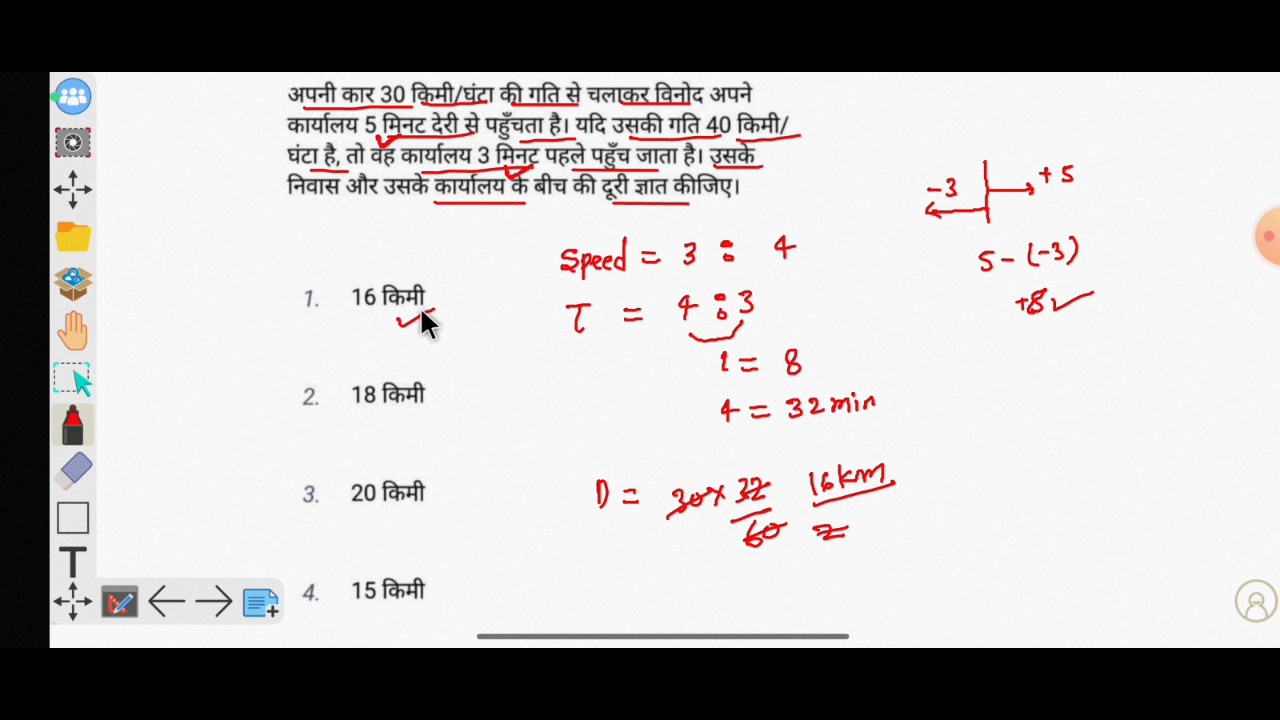 अपनी कार 30 किमी/घंटा की गति से चलाकर विनोद अपने
कार्यालय 5 मिनट देरी से पहुँचता है। यदि उसकी गति 40 किमी/
घंटा है, तो वह कार्यालय 3 मिनट पहले पहुँच जाता है। उसके
निवास और उसके कार्यालय के बीच की दूरी ज्ञात कीजिए।
-3 +5
5-(-3)
+8
Speed = 3 : 4
T = 4 : 3
1 = 8
4 = 32 min
D = 30 x 32/60 16km
2
1. 16 किमी
2. 18 किमी
3. 20 किमी
4. 15 किमी
T